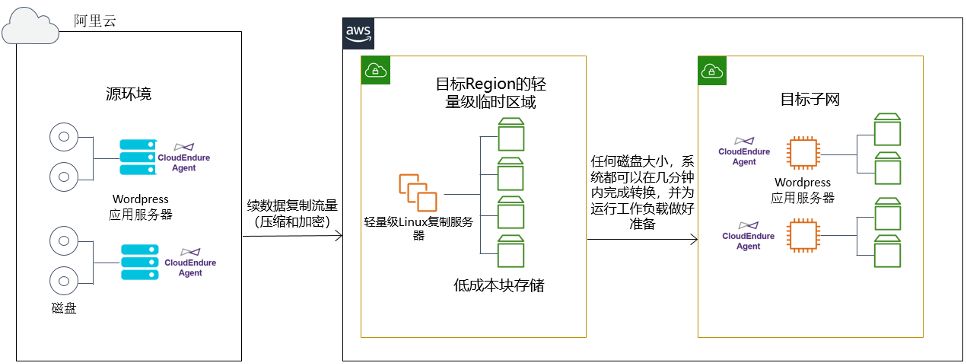 阿里云
源环境
CloudEndure
Agent
Wordpress
应用服务器
CloudEndure
Agent
磁盘
续数据复制流量
(压缩和加密)
aws
目标Region的轻
量级临时区域
轻量级Linux复制服务
器
低成本块存储
任何磁盘大小，系
统都可以在几分钟
内完成转换，并为
运行工作负载做好
准备
目标子网
CloudEndure
Agent
Wordpress
应用服务器
CloudEndure
Agent